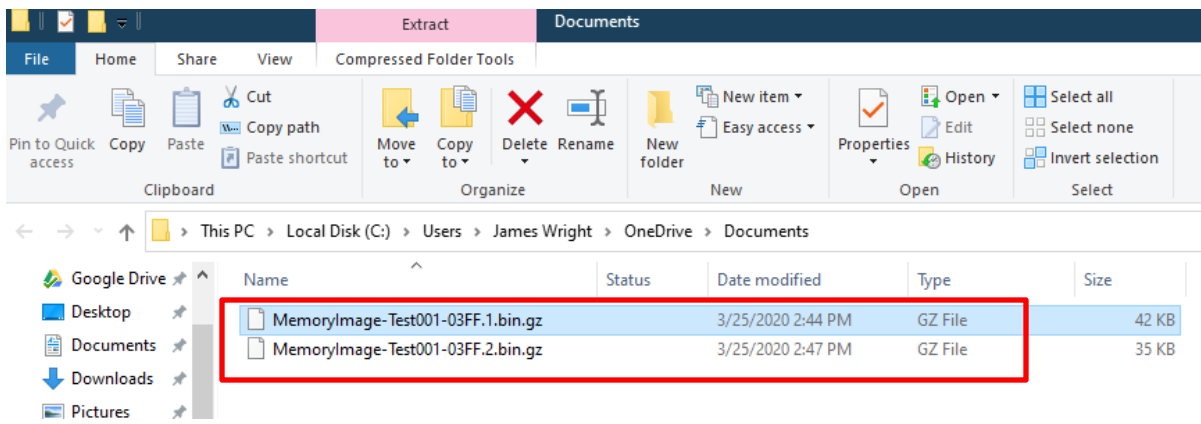 Extract Documents
File Home Share View Compressed Folder Tools
Pin to Quick access
Copy
Paste
Cut
Copy path
Paste shortcut
Move to
Copy to
Delete
Rename
New folder
New item
Easy access
Properties
Open
Edit
History
Select all
Select none
Invert selection
Clipboard Organize New Open Select
This PC > Local Disk (C:) > Users > James Wright > OneDrive > Documents
Google Drive
Desktop
Documents
Downloads
Pictures
Name Status Date modified Type Size
MemoryImage-Test001-03FF.1.bin.gz 3/25/2020 2:44 PM GZ File 42 KB
MemoryImage-Test001-03FF.2.bin.gz 3/25/2020 2:47 PM GZ File 35 KB